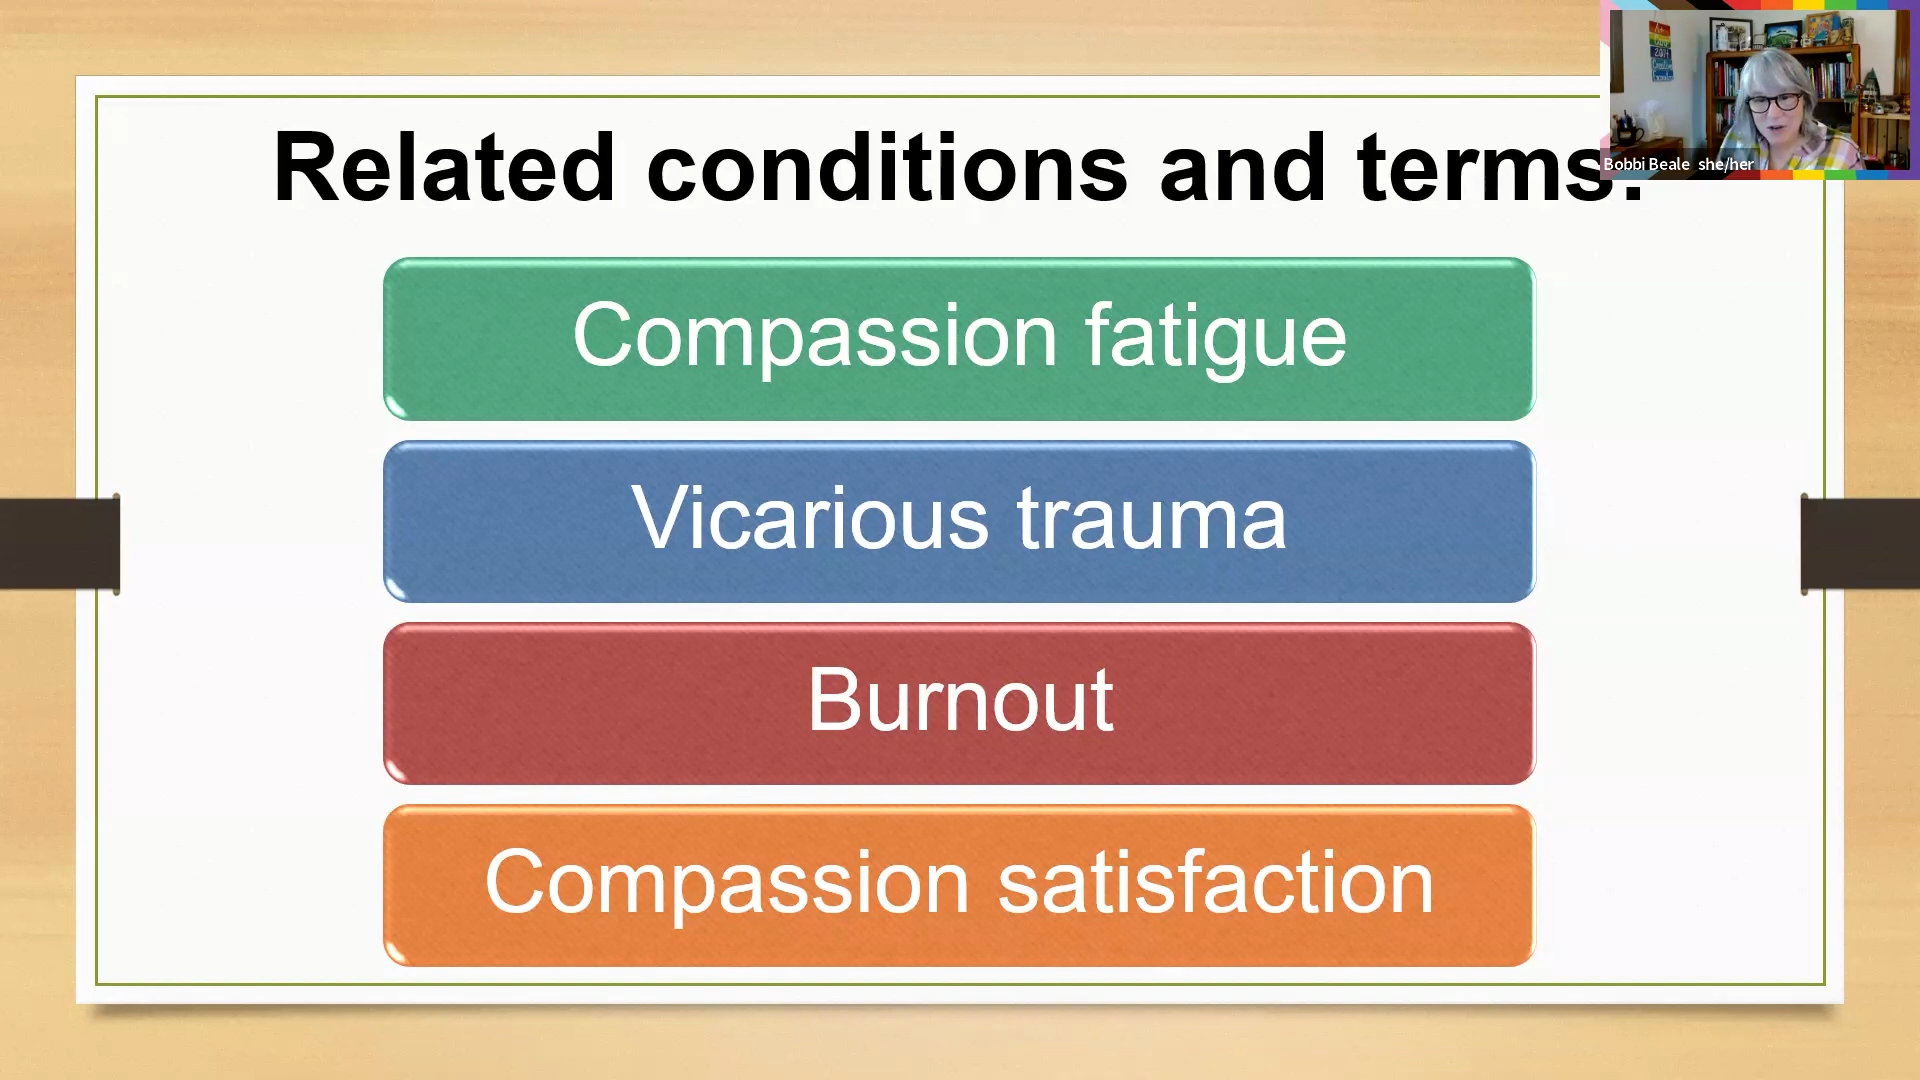 Related conditions and terms:
Bobbi Beale she/her
Compassion fatigue
Vicarious trauma
Burnout
Compassion satisfaction